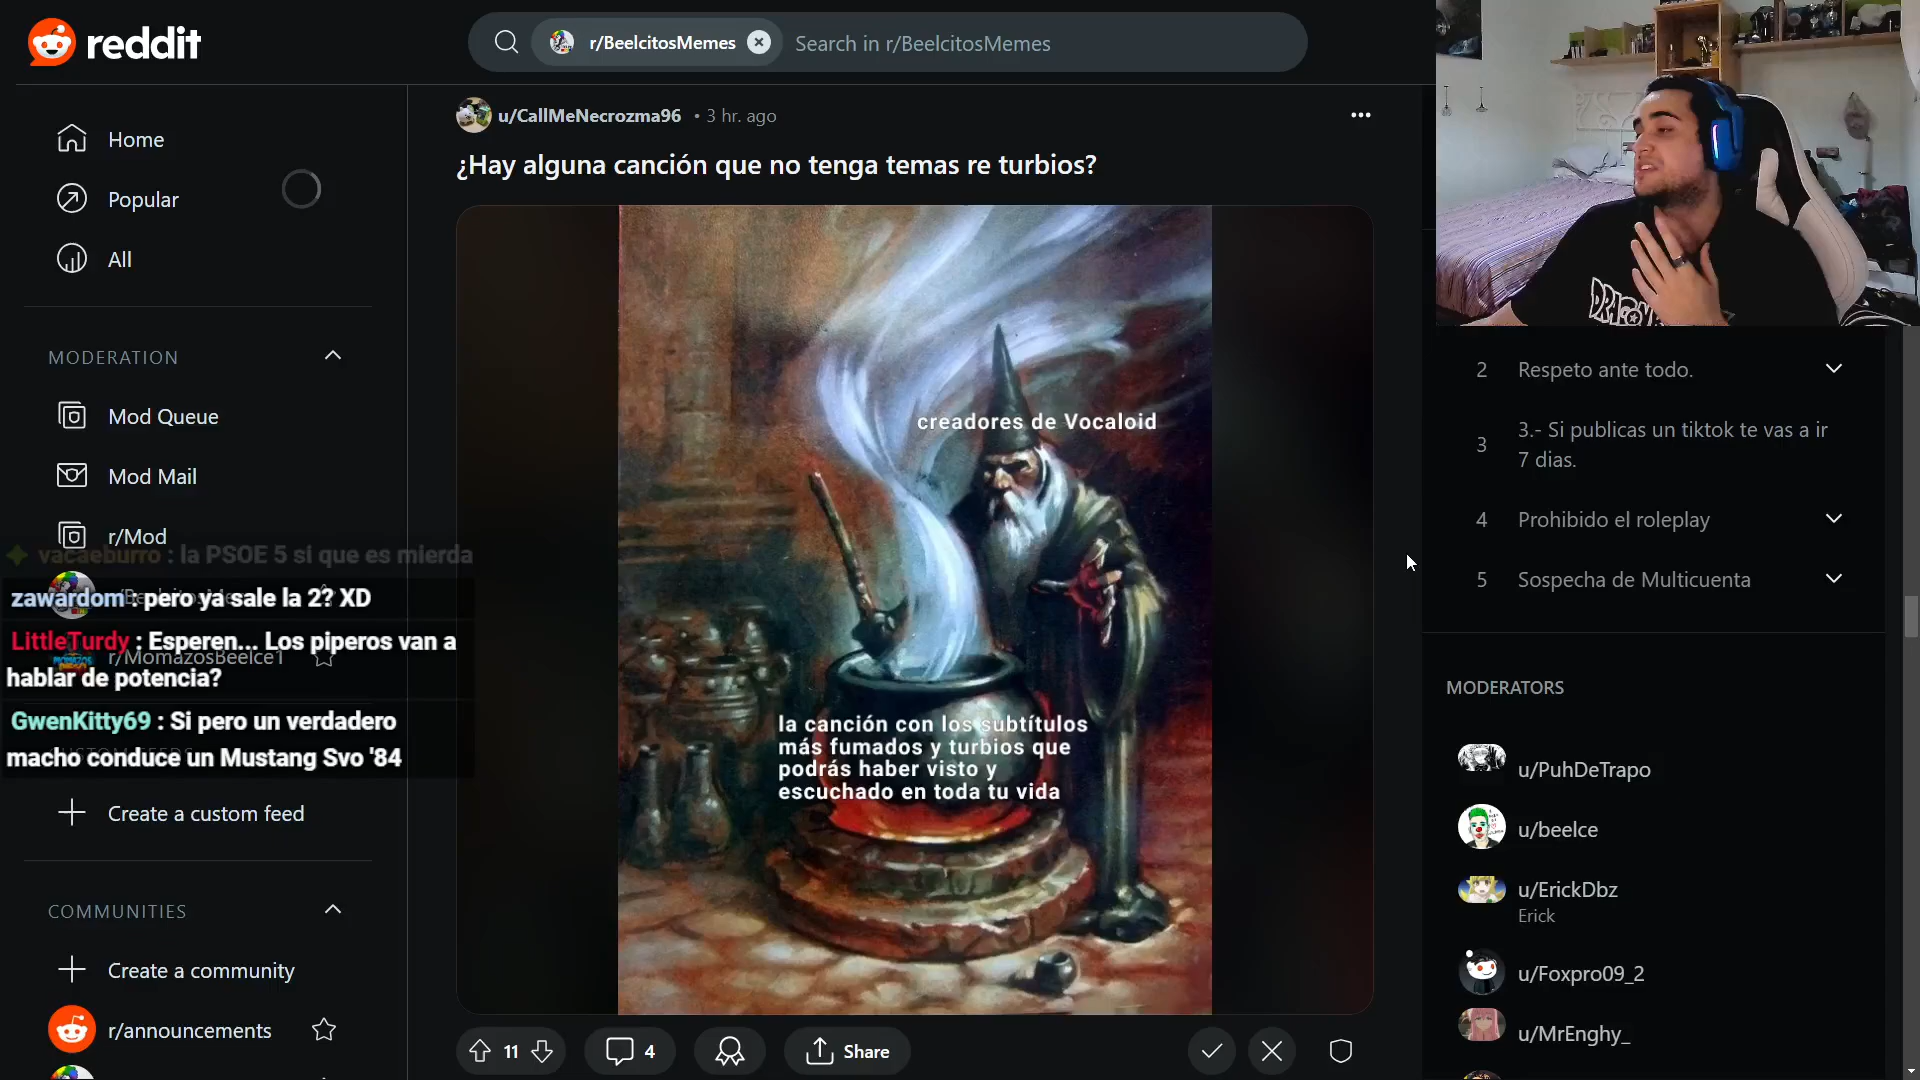 reddit
r/BeelcitosMemes
Search in r/BeelcitosMemes
Home
Popular
All
MODERATION
Mod Queue
Mod Mail
r/Mod
vacaeburro : la PSOE 5 si que es mierda
zawardom : pero ya sale la 2? XD
LittleTurdy : Esperen... Los piperos van a
hablar de potencia?
r/MomazosBeelce1
GwenKitty69 : Si pero un verdadero
macho conduce un Mustang Svo '84
CUSTOM FEEDS
Create a custom feed
COMMUNITIES
Create a community
r/announcements
u/CallMeNecrozma96 • 3 hr. ago
¿Hay alguna canción que no tenga temas re turbios?
creadores de Vocaloid
la canción con los subtítulos
más fumados y turbios que
podrás haber visto y
escuchado en toda tu vida
11
4
Share
2 Respeto ante todo.
3 3.- Si publicas un tiktok te vas a ir
7 dias.
4 Prohibido el roleplay
5 Sospecha de Multicuenta
MODERATORS
u/PuhDeTrapo
u/beelce
u/ErickDbz
Erick
u/Foxpro09_2
u/MrEnghy_